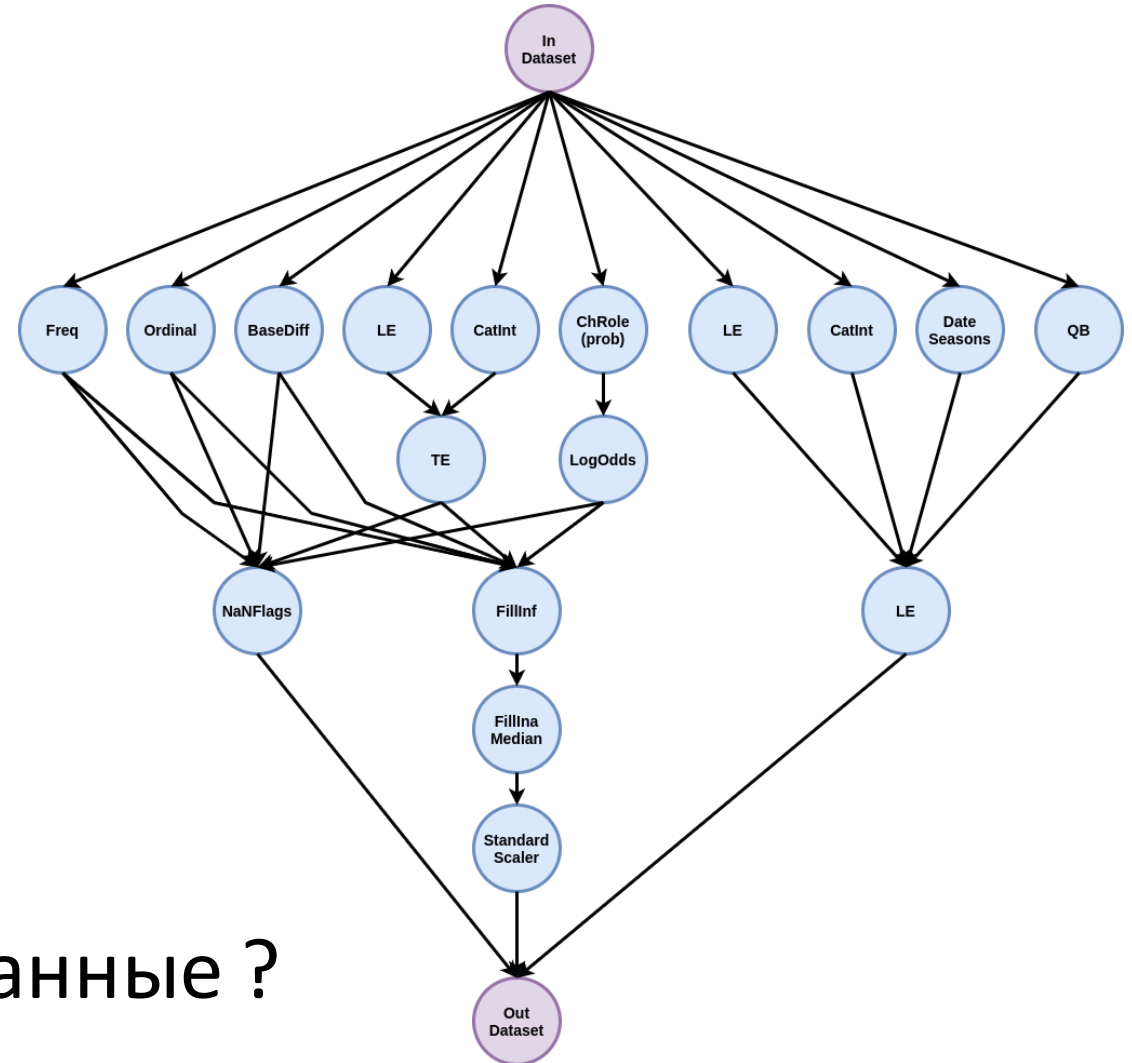 In
Dataset
Freq
Ordinal
BaseDiff
LE
CatInt
ChRole
(prob)
LE
CatInt
Date
Seasons
QB
TE
LogOdds
NaNFlags
FillInf
LE
FillIna
Median
Standard
Scaler
анные ?
Out
Dataset